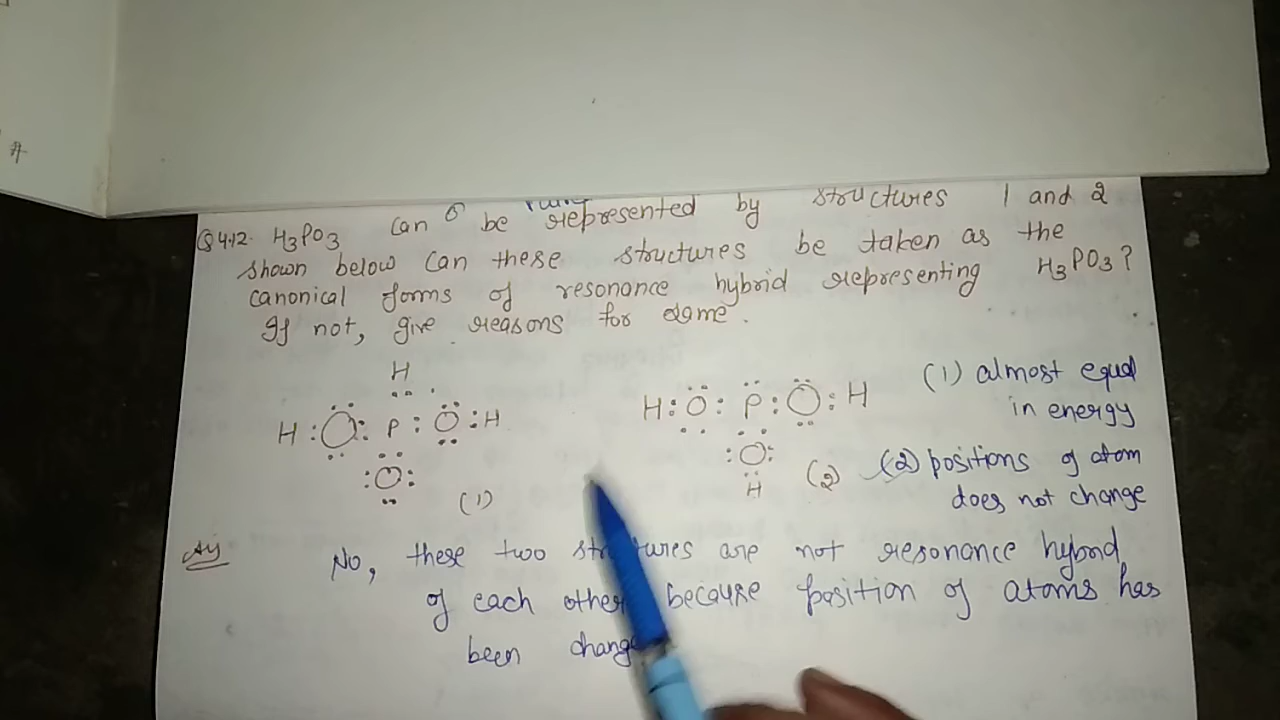 Q 4.12. H3PO3 can be represented by structures 1 and 2
shown below can these structures be taken as the
canonical forms of resonance hybrid representing H3PO3?
If not, give reasons for same.
H
H :O: P :O: H
:O:
(1)
H:O: P :O: H
:O:
H
(2)
(1) almost equal
in energy
(2) positions of atom
does not change
Ans
No, these two structures are not resonance hybrid
of each other because position of atoms has
been change